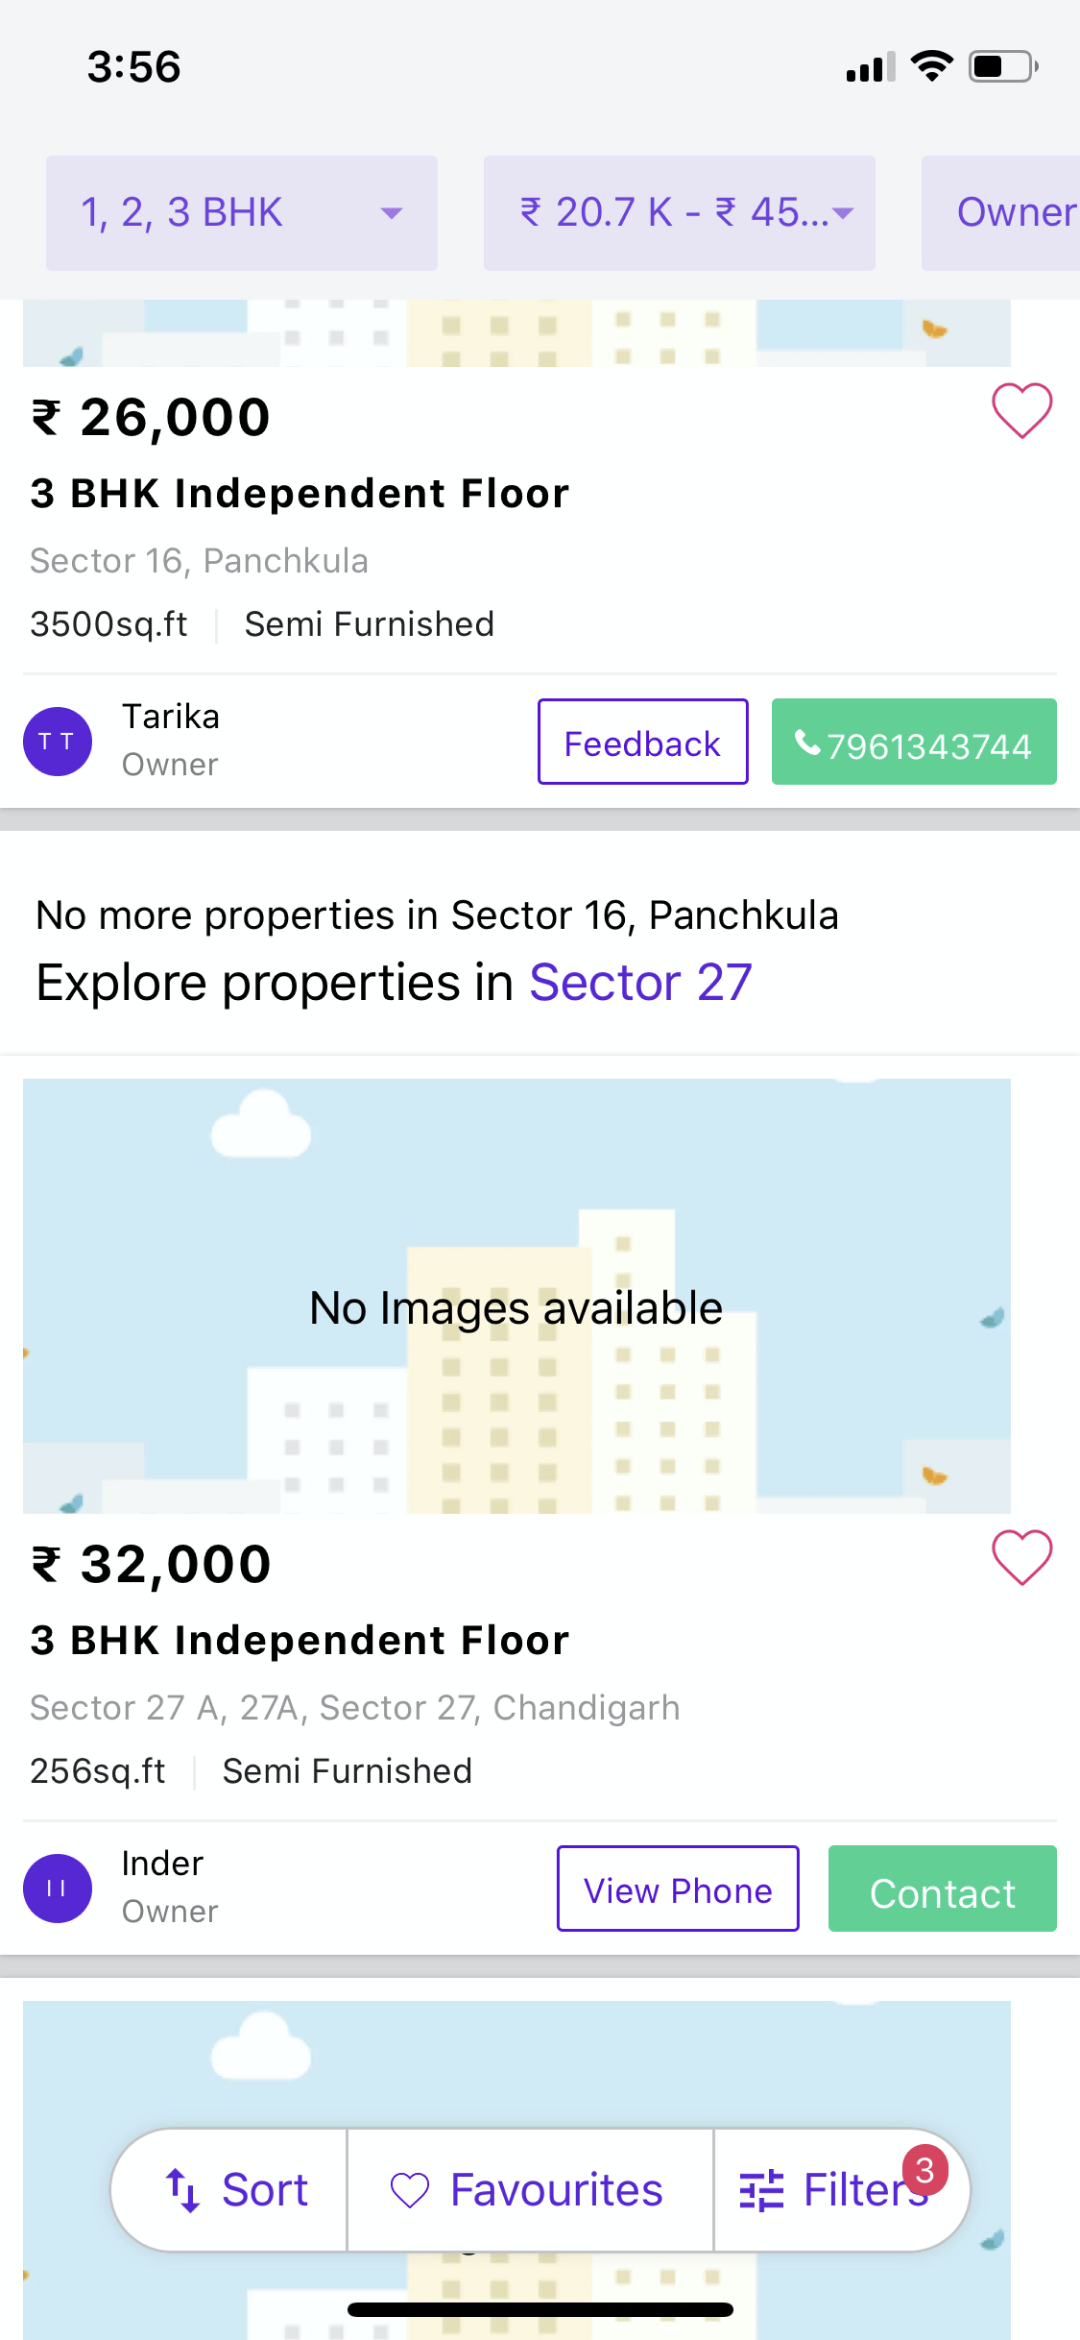 3:56
1, 2, 3 BHK
₹ 20.7 K - ₹ 45...
Owner
₹ 26,000
3 BHK Independent Floor
Sector 16, Panchkula
3500sq.ft Semi Furnished
T T
Tarika
Owner
Feedback
7961343744
No more properties in Sector 16, Panchkula
Explore properties in Sector 27
No Images available
₹ 32,000
3 BHK Independent Floor
Sector 27 A, 27A, Sector 27, Chandigarh
256sq.ft Semi Furnished
I I
Inder
Owner
View Phone
Contact
Sort
Favourites
Filters
3